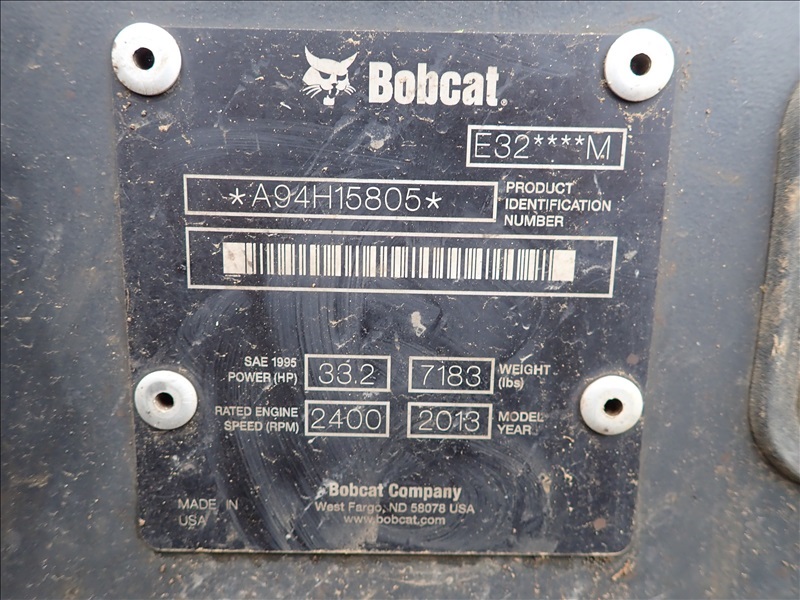 Bobcat®
E32****M
*A94H15805*
PRODUCT
IDENTIFICATION
NUMBER
SAE 1995
POWER (HP)
33.2
7183
WEIGHT
(lbs)
RATED ENGINE
SPEED (RPM)
2400
2013
MODEL
YEAR
Bobcat Company
West Fargo, ND 58078 USA
www.bobcat.com
MADE IN
USA